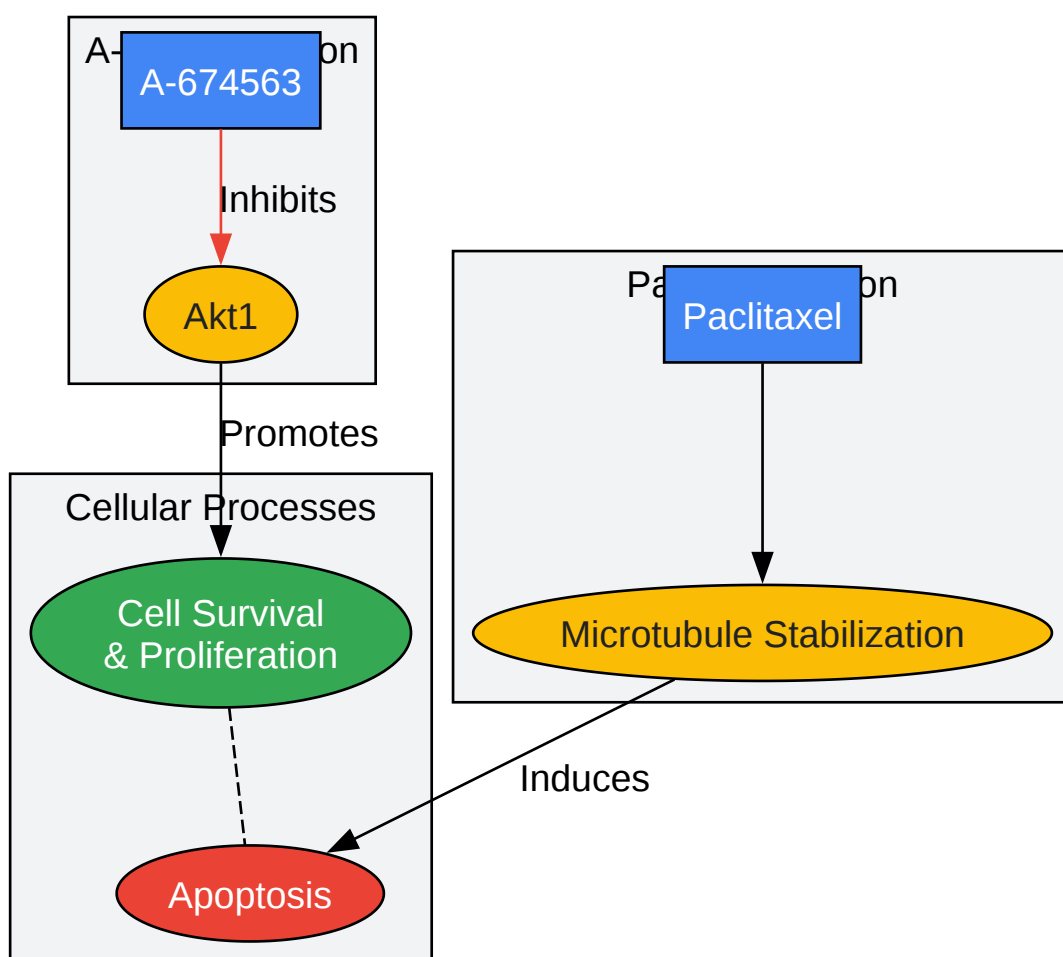 A-674563
Inhibits
Akt1
Promotes
Paclitaxel
Cellular Processes
Cell Survival
& Proliferation
Microtubule Stabilization
Induces
Apoptosis